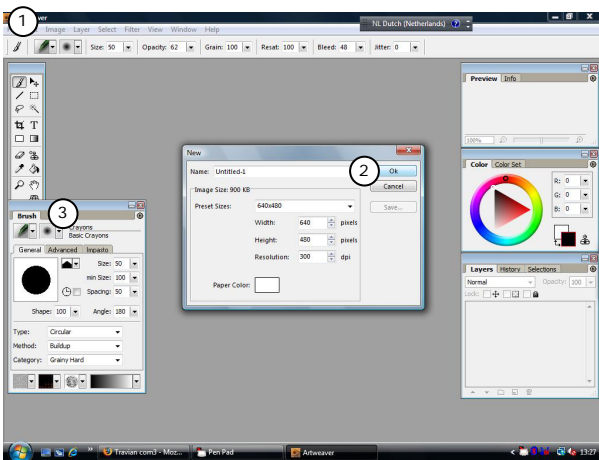 1 ver
NL Dutch (Netherlands)
Image Layer Select Filter View Window Help
Size: 50 Opacity: 62 Grain: 100 Resat: 100 Bleed: 48 Jitter: 0
Preview Info
100%
New
Name: Untitled-1
2 Ok
Cancel
Save...
Image Size: 900 KB
Preset Sizes: 640x480
Width: 640 pixels
Height: 480 pixels
Resolution: 300 dpi
Paper Color:
Color Color Set
R: 0
G: 0
B: 0
Brush 3
Crayons
Basic Crayons
General Advanced Impasto
Size: 50
min Size: 100
Spacing: 50
Shape: 100 Angle: 180
Type: Circular
Method: Buildup
Category: Grainy Hard
Layers History Selections
Normal Opacity: 100
Lock:
Travian com3 - Moz... Pen Pad Artweaver 13:27